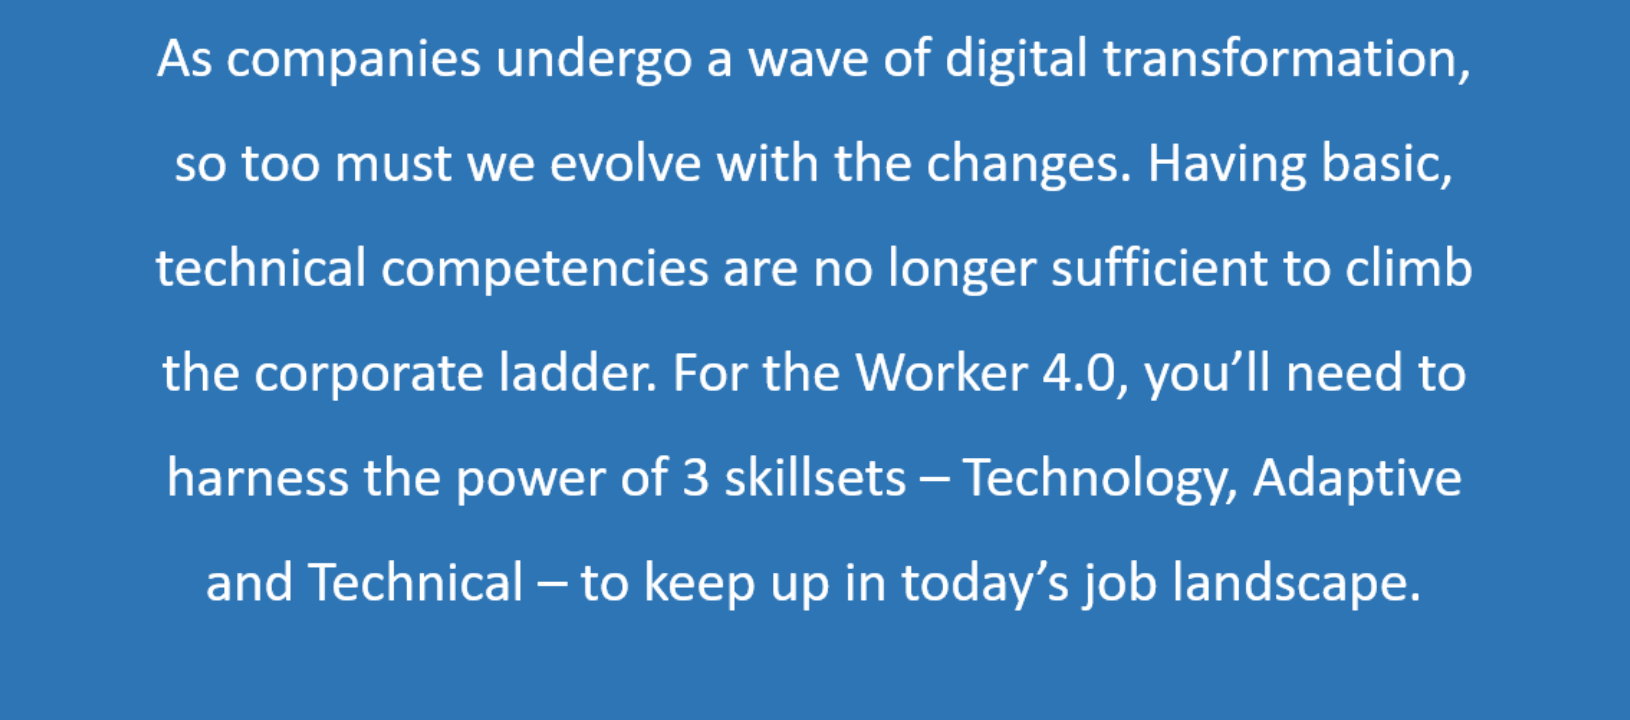 As companies undergo a wave of digital transformation,
so too must we evolve with the changes. Having basic,
technical competencies are no longer sufficient to climb
the corporate ladder. For the Worker 4.0, you’ll need to
harness the power of 3 skillsets – Technology, Adaptive
and Technical – to keep up in today’s job landscape.